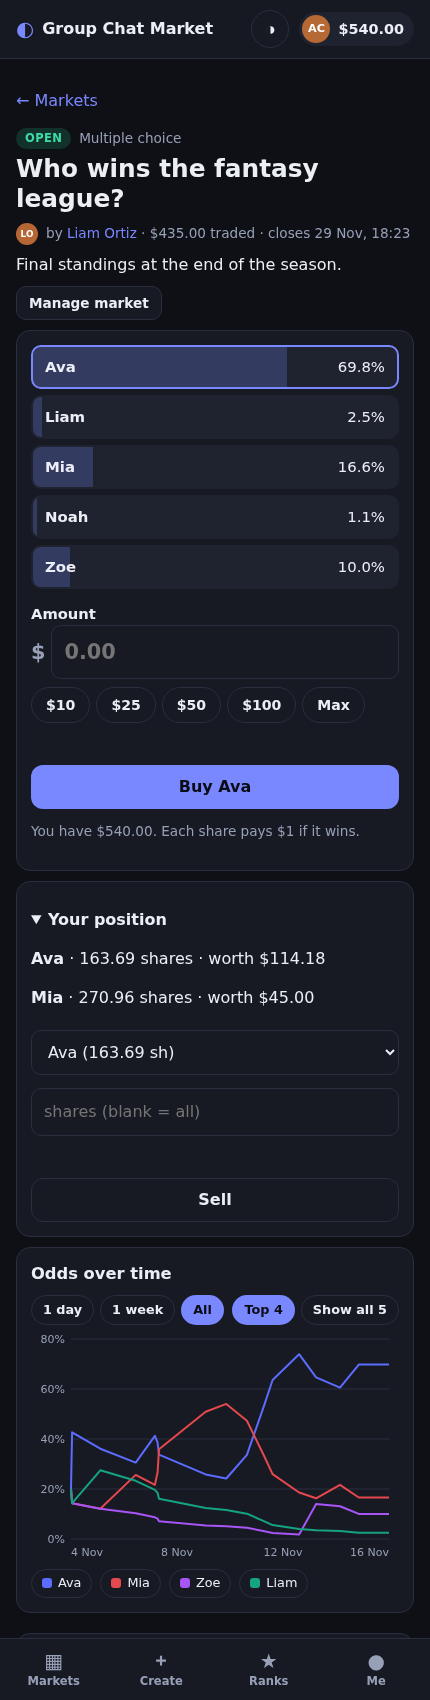 Group Chat Market
AC $540.00
← Markets
OPEN Multiple choice
Who wins the fantasy
league?
LO by Liam Ortiz · $435.00 traded · closes 29 Nov, 18:23
Final standings at the end of the season.
Manage market
Ava 69.8%
Liam 2.5%
Mia 16.6%
Noah 1.1%
Zoe 10.0%
Amount
$ 0.00
$10 $25 $50 $100 Max
Buy Ava
You have $540.00. Each share pays $1 if it wins.
▼ Your position
Ava · 163.69 shares · worth $114.18
Mia · 270.96 shares · worth $45.00
Ava (163.69 sh)
shares (blank = all)
Sell
Odds over time
1 day 1 week All Top 4 Show all 5
80%
60%
40%
20%
0%
4 Nov 8 Nov 12 Nov 16 Nov
Ava Mia Zoe Liam
Markets Create Ranks Me